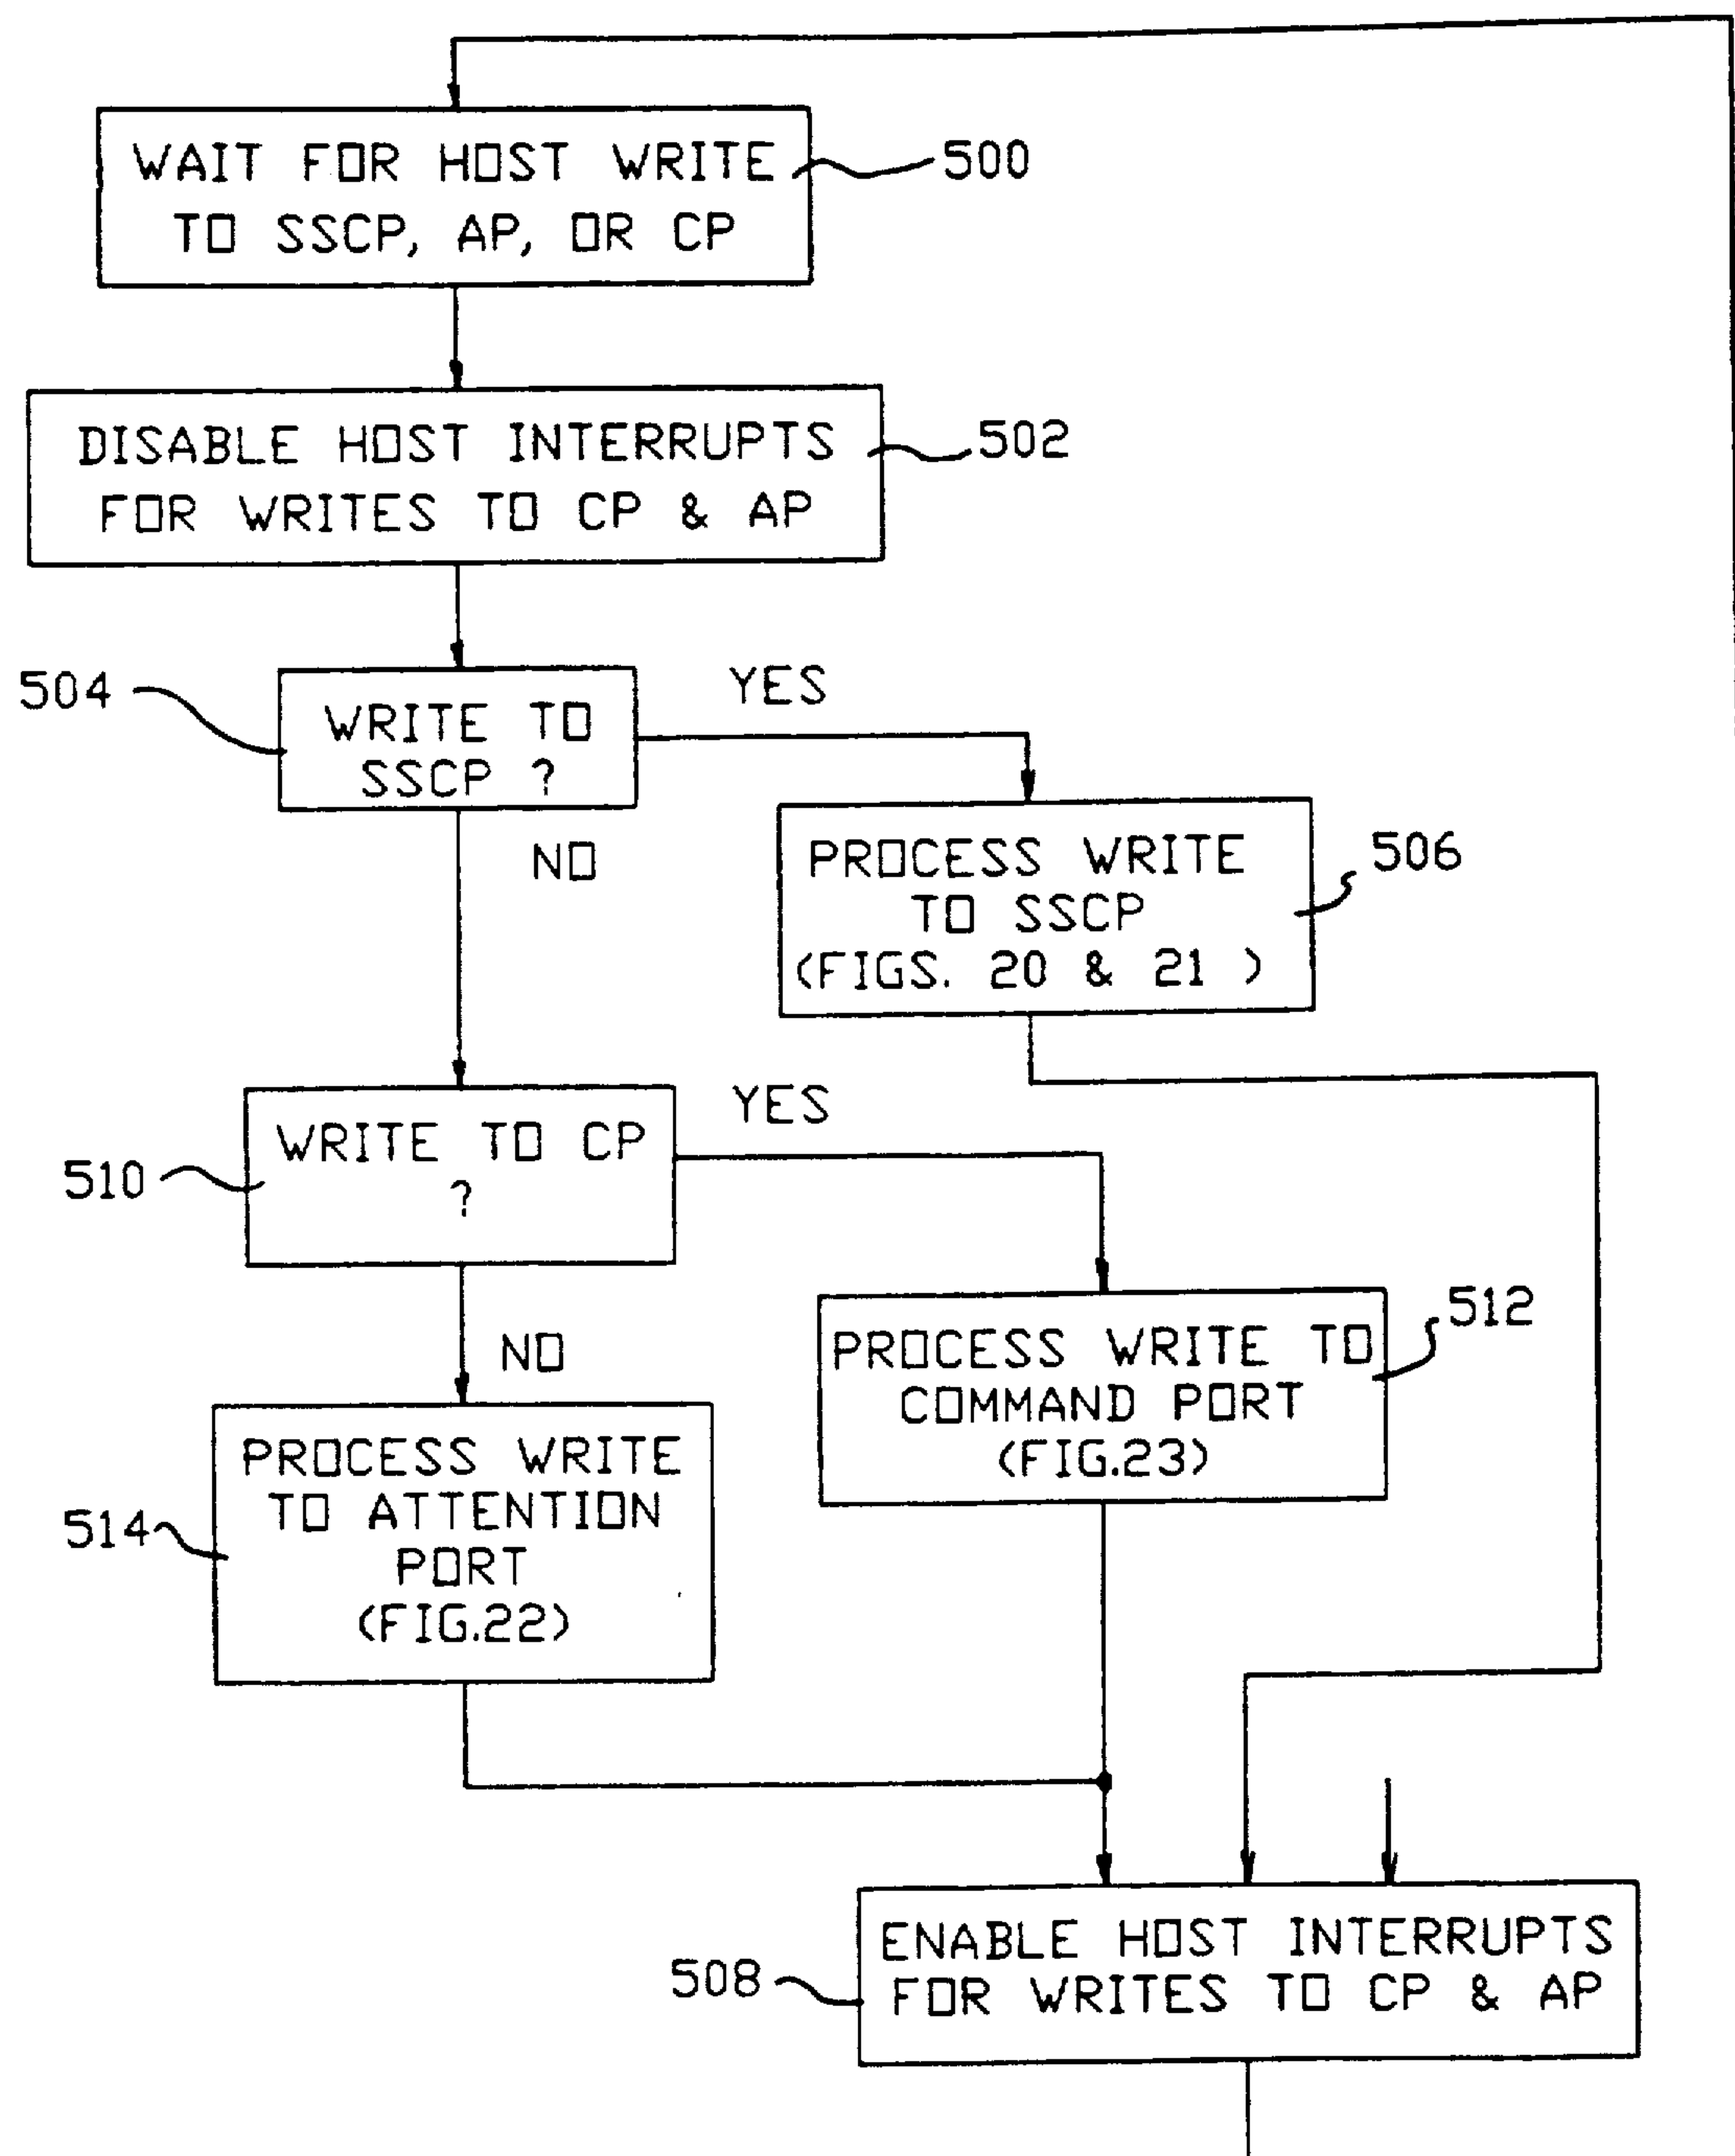 WAIT FOR HOST WRITE
TO SSCP, AP, OR CP
500
DISABLE HOST INTERRUPTS
FOR WRITES TO CP & AP
502
504
WRITE TO
SSCP ?
YES
NO
PROCESS WRITE
TO SSCP
(FIGS. 20 & 21 )
506
510
WRITE TO CP
?
YES
NO
PROCESS WRITE TO
COMMAND PORT
(FIG.23)
512
514
PROCESS WRITE
TO ATTENTION
PORT
(FIG.22)
508
ENABLE HOST INTERRUPTS
FOR WRITES TO CP & AP